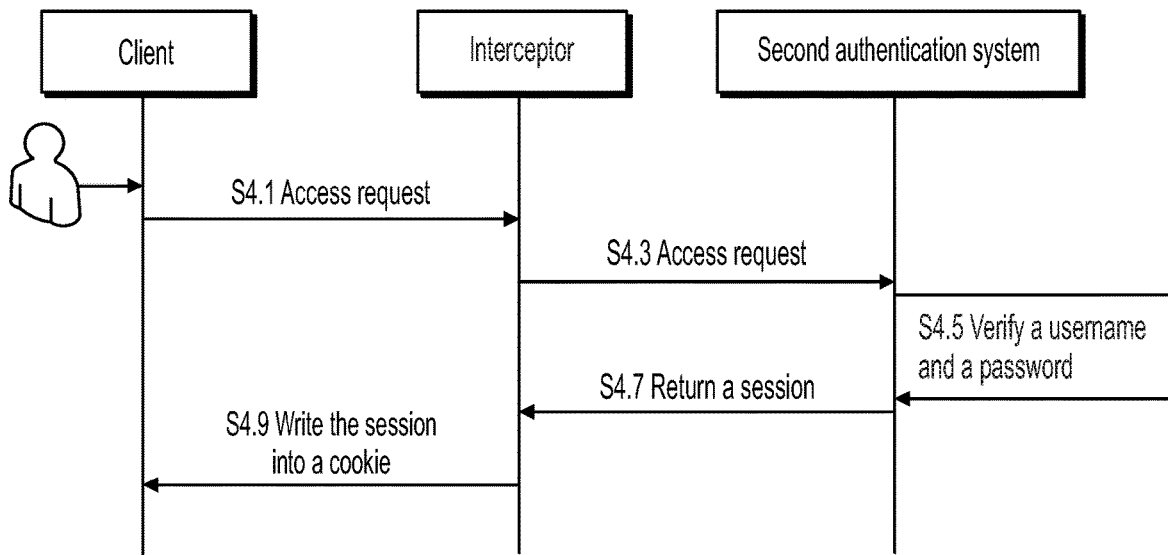 Client
Interceptor
Second authentication system
S4.1 Access request
S4.3 Access request
S4.5 Verify a username
and a password
S4.7 Return a session
S4.9 Write the session
into a cookie